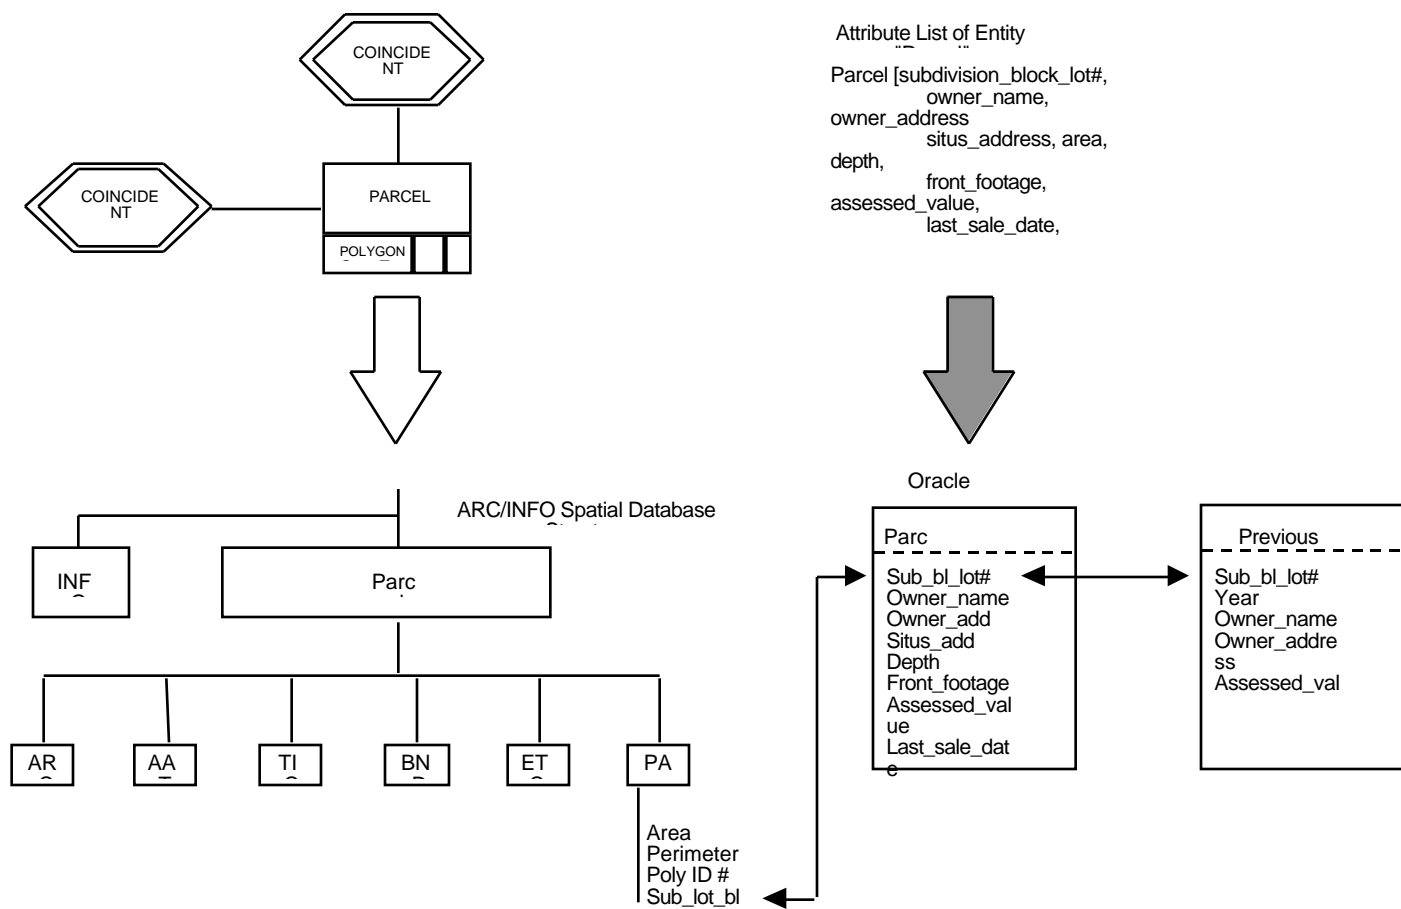 COINCIDE
NT
COINCIDE
NT
PARCEL
POLYGON
Attribute List of Entity
Parcel [subdivision_block_lot#,
owner_name,
owner_address
situs_address, area,
depth,
front_footage,
assessed_value,
last_sale_date,
ARC/INFO Spatial Database
INF
Parc
AR
AA
TI
BN
ET
PA
Area
Perimeter
Poly ID #
Sub_lot_bl
Oracle
Parc
Sub_bl_lot#
Owner_name
Owner_add
Situs_add
Depth
Front_footage
Assessed_val
ue
Last_sale_dat
e
Previous
Sub_bl_lot#
Year
Owner_name
Owner_addre
ss
Assessed_val